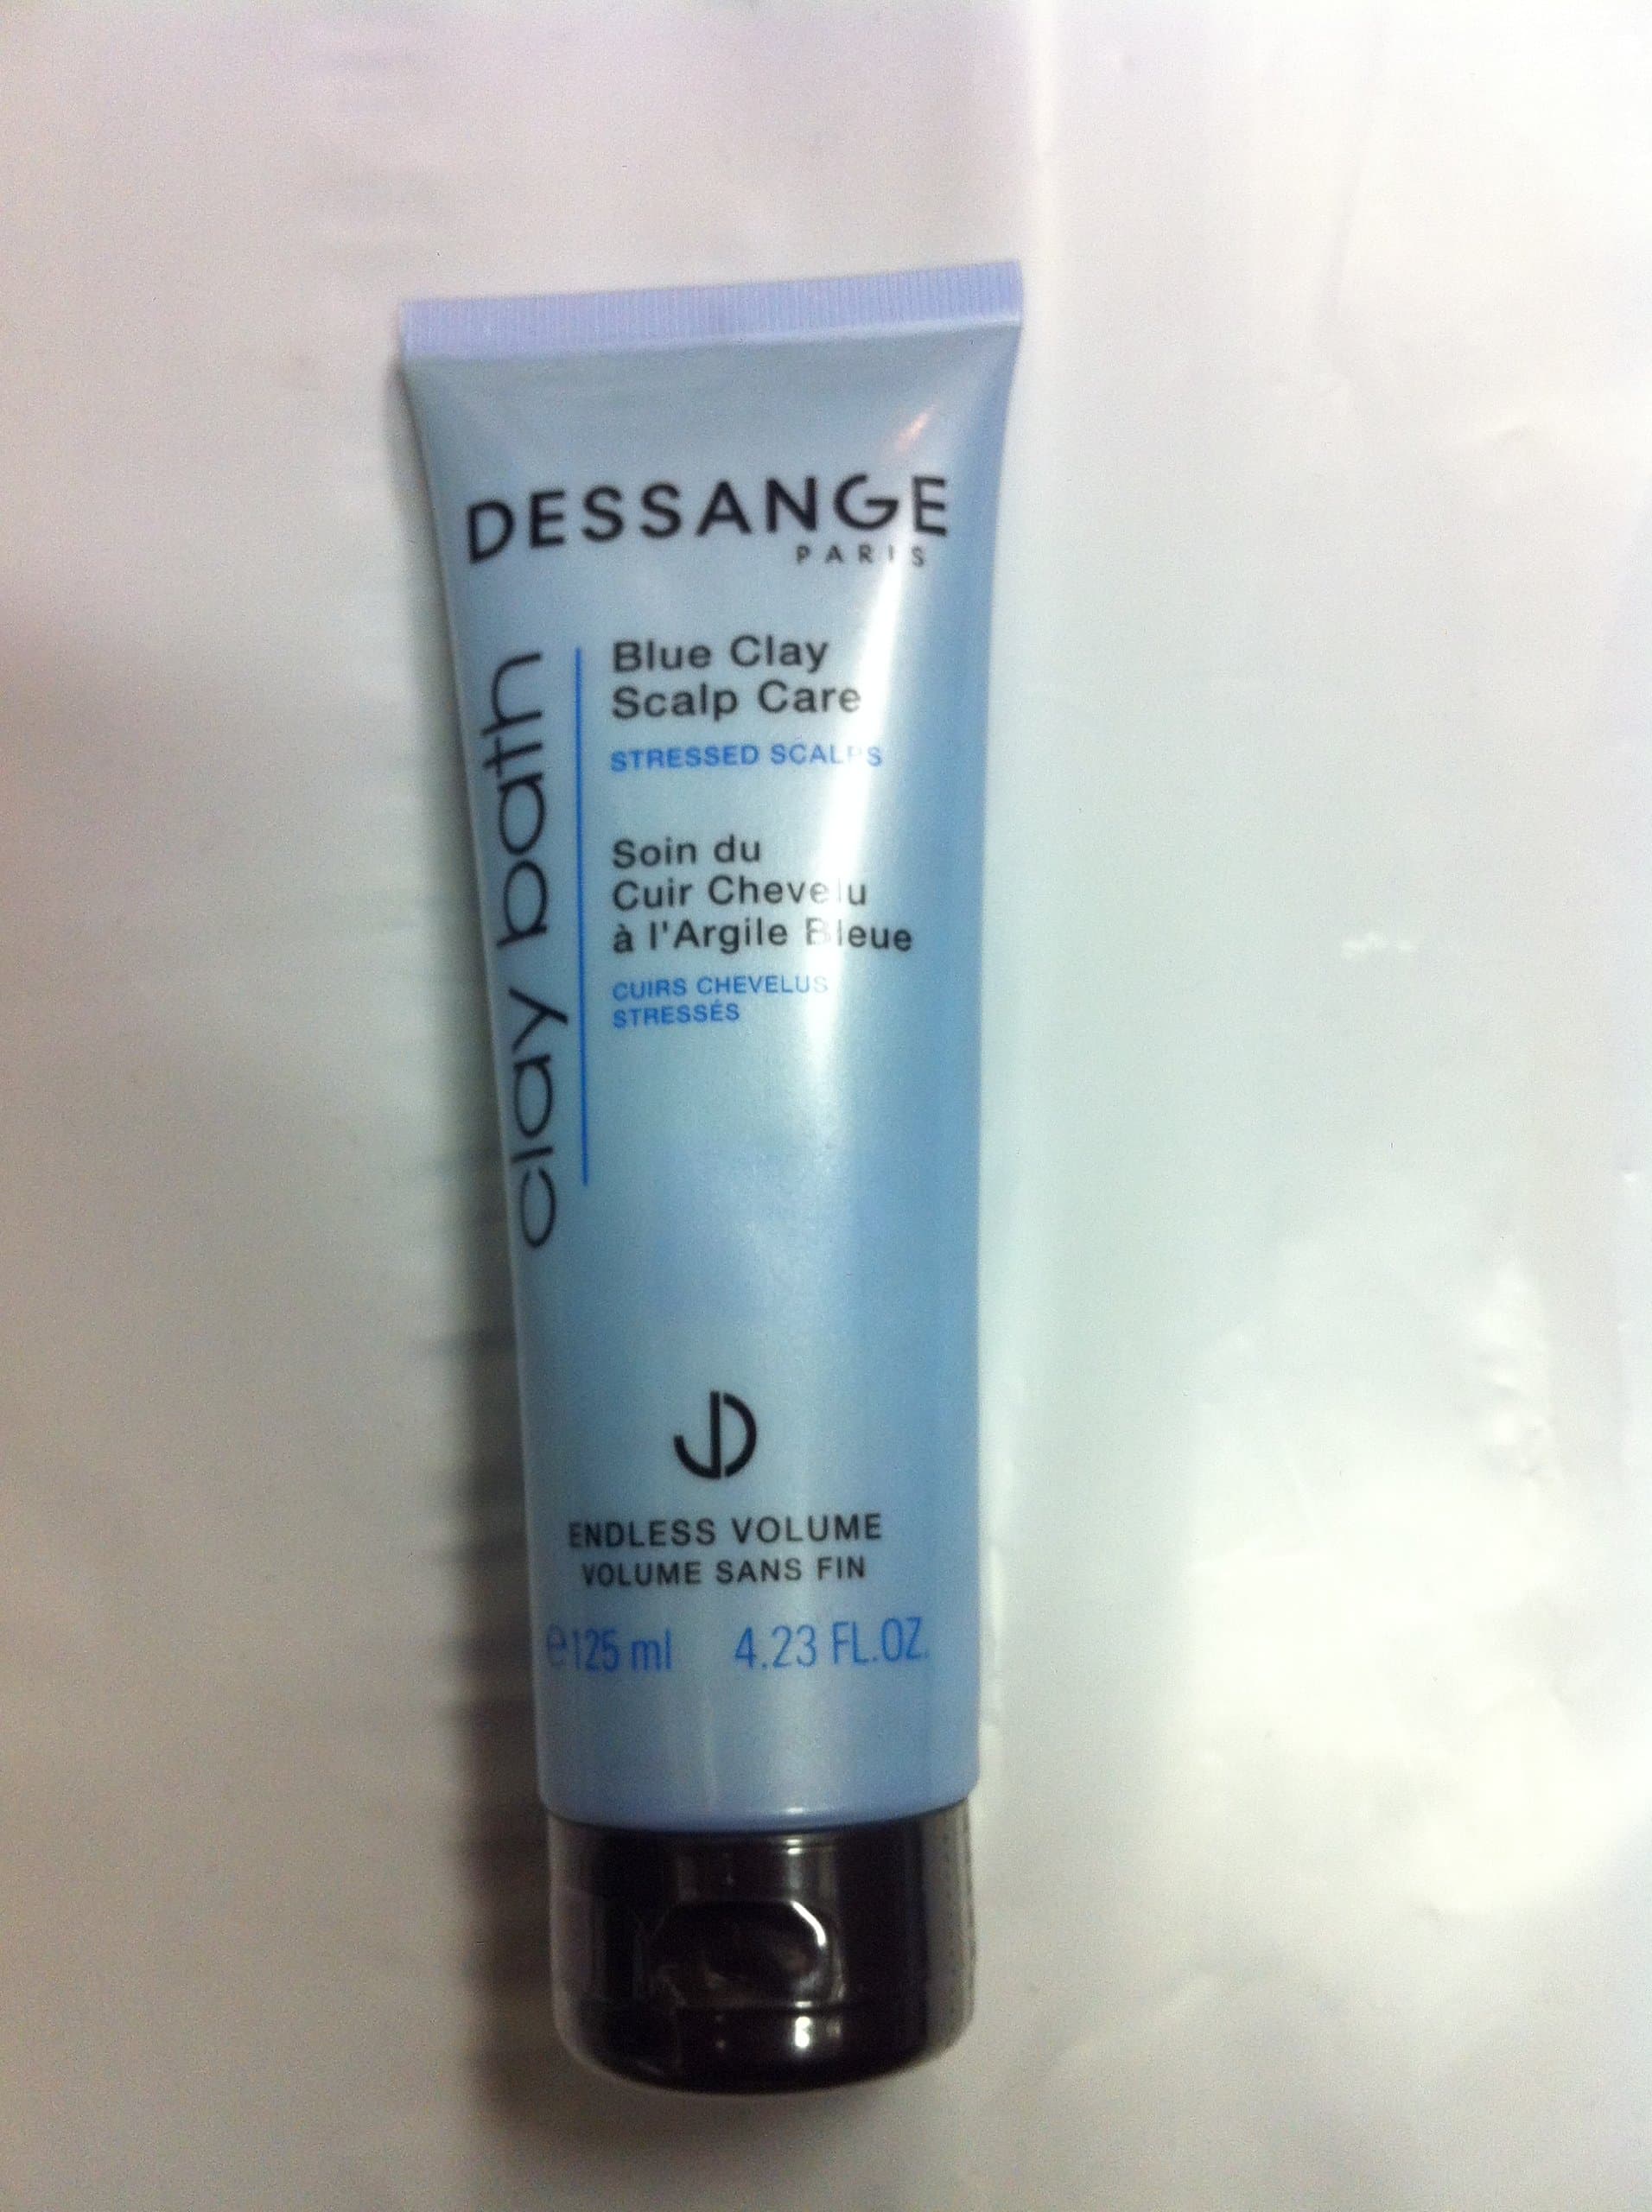 DESSANGE
PARIS
clay bath
Blue Clay
Scalp Care
STRESSED SCALPS
Soin du
Cuir Chevelu
à l'Argile Bleue
CUIRS CHEVELUS
STRESSÉS
JD
ENDLESS VOLUME
VOLUME SANS FIN
℮125 ml 4.23 FL.OZ.